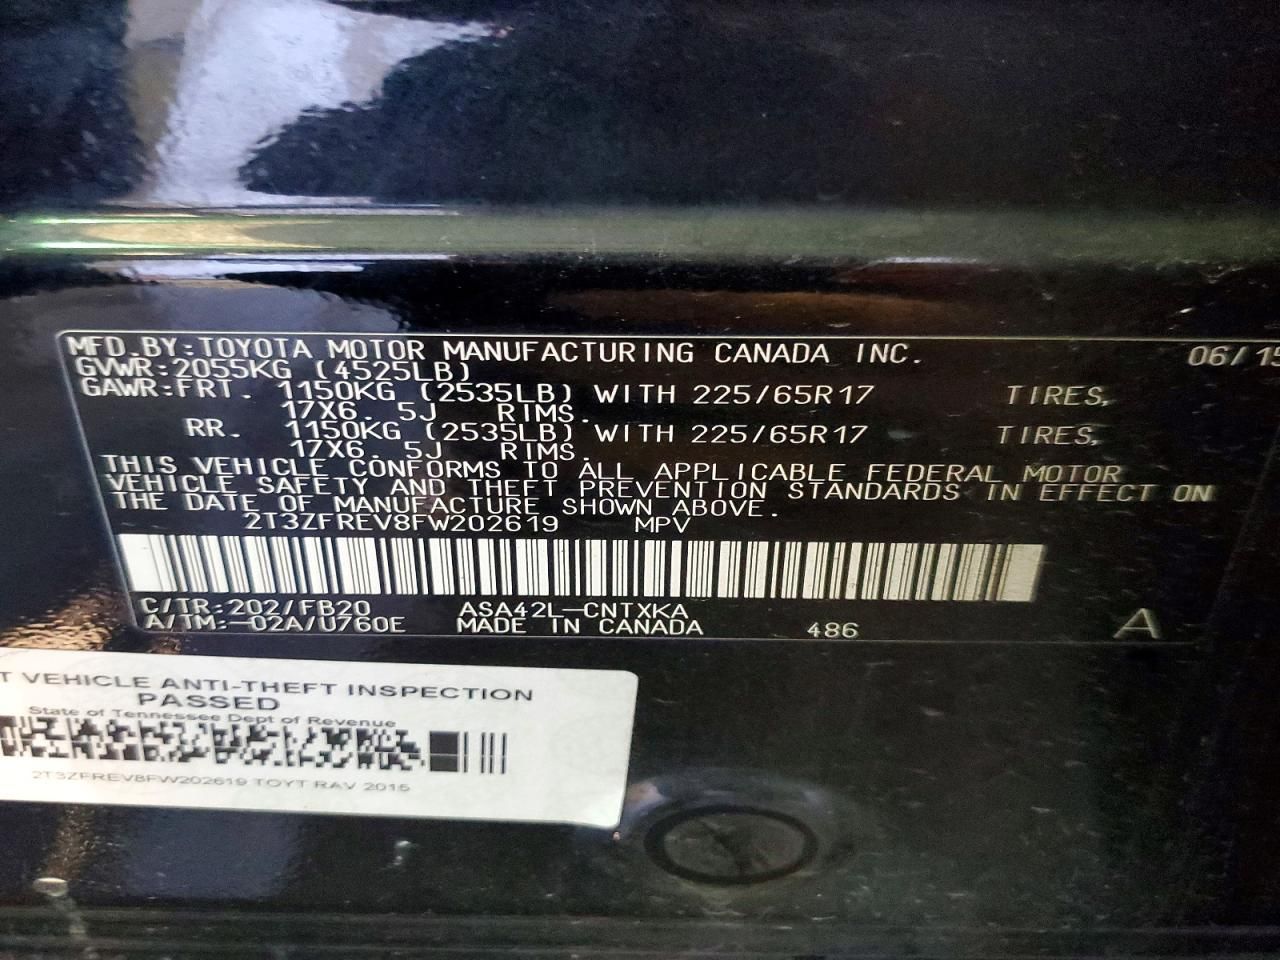 MFD.BY:TOYOTA MOTOR MANUFACTURING CANADA INC. 06/15
GVWR:2055KG (4525LB)
GAWR:FRT. 1150KG (2535LB) WITH 225/65R17 TIRES,
17X6.5J RIMS.
RR. 1150KG (2535LB) WITH 225/65R17 TIRES,
17X6.5J RIMS.
THIS VEHICLE CONFORMS TO ALL APPLICABLE FEDERAL MOTOR
VEHICLE SAFETY AND THEFT PREVENTION STANDARDS IN EFFECT ON
THE DATE OF MANUFACTURE SHOWN ABOVE.
2T3ZFREV8FW202619 MPV
C/TR:202/FB20 ASA42L-CNTXKA
A/TM:-02A/U760E MADE IN CANADA 486 A
T VEHICLE ANTI-THEFT INSPECTION
PASSED
State of Tennessee Dept of Revenue
2T3ZFREV8FW202619 TOYT RAV 2015